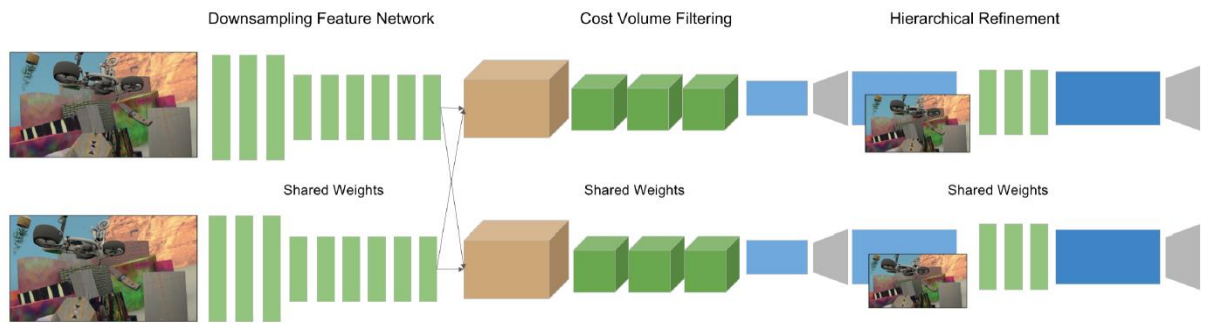 Downsampling Feature Network
Cost Volume Filtering
Hierarchical Refinement
Shared Weights
Shared Weights
Shared Weights